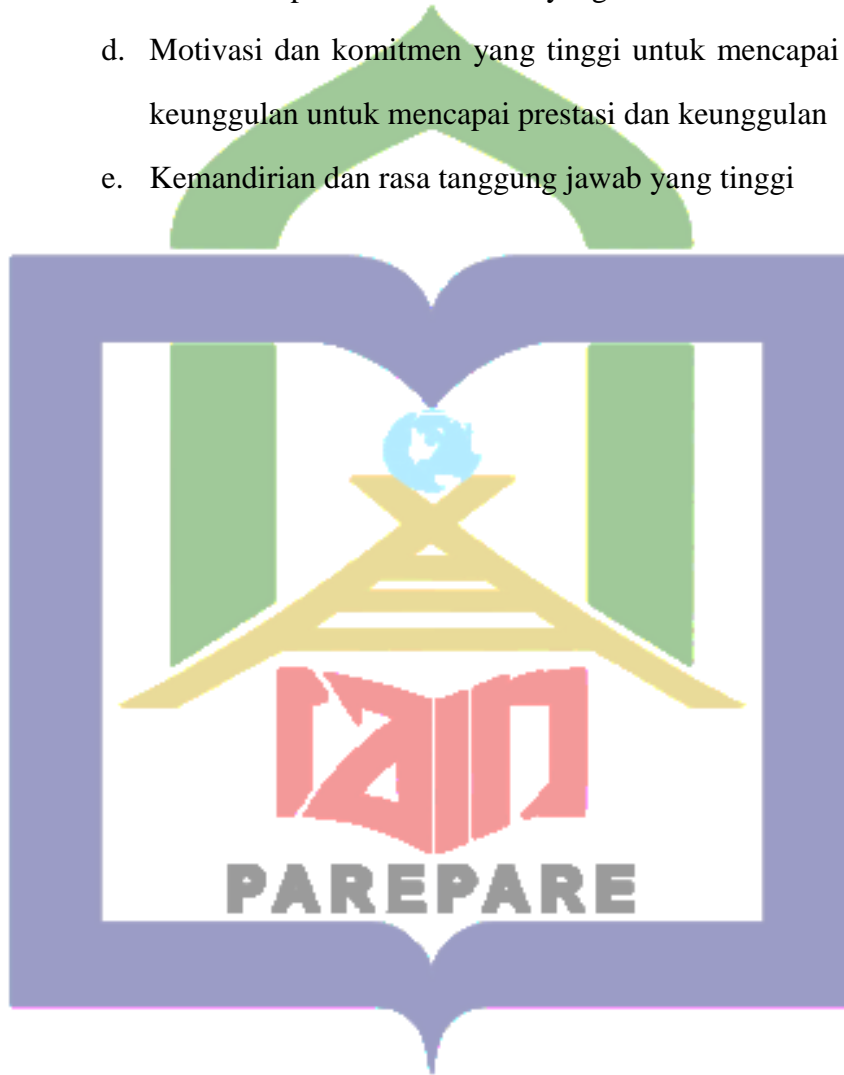 d. Motivasi dan komitmen yang tinggi untuk mencapai
keunggulan untuk mencapai prestasi dan keunggulan
e. Kemandirian dan rasa tanggung jawab yang tinggi
iain
PAREPARE